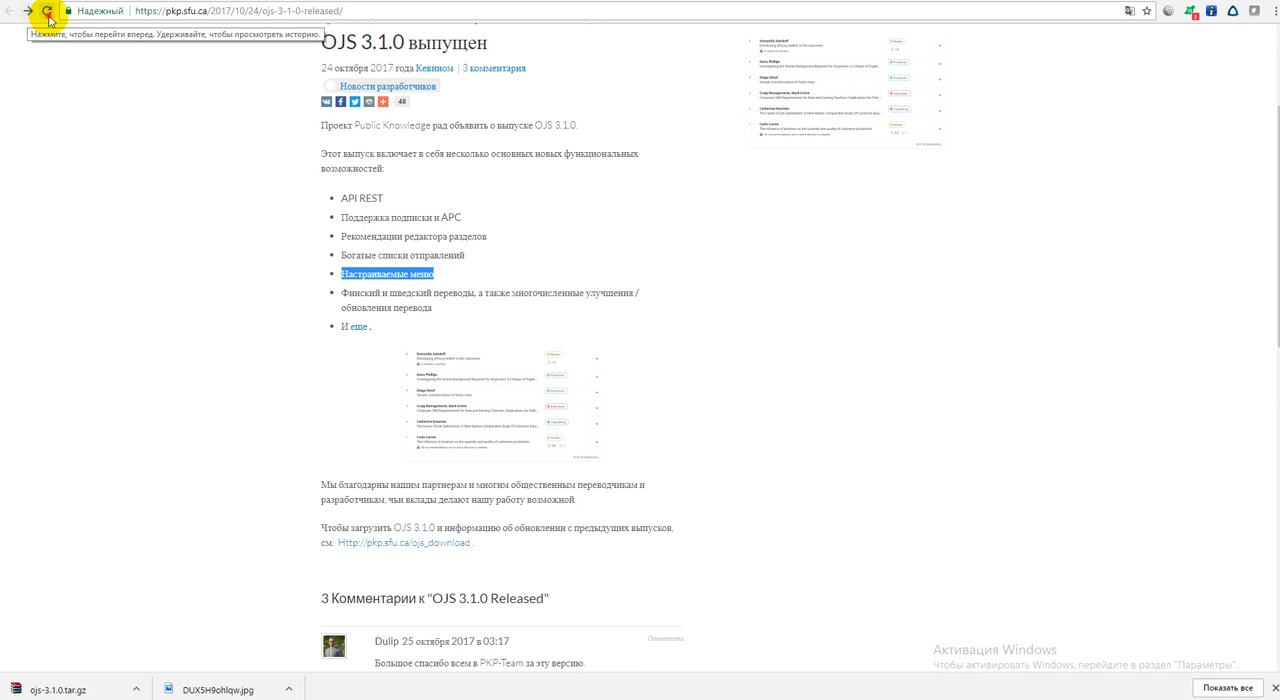 Надежный https://pkp.sfu.ca/2017/10/24/ojs-3-1-0-released/
Нажмите, чтобы перейти вперед. Удерживайте, чтобы просмотреть историю.
OJS 3.1.0 выпущен
24 октября 2017 года Кевином | 3 комментария
Новости разработчиков
48
Проект Public Knowledge рад объявить о выпуске OJS 3.1.0.
Этот выпуск включает в себя несколько основных новых функциональных
возможностей:
API REST
Поддержка подписки и APC
Рекомендации редактора разделов
Богатые списки отправлений
Настраиваемые меню
Финский и шведский переводы, а также многочисленные улучшения /
обновления перевода
И еще .
Мы благодарны нашим партнерам и многим общественным переводчикам и
разработчикам, чьи вклады делают нашу работу возможной.
Чтобы загрузить OJS 3.1.0 и информацию об обновлении с предыдущих выпусков,
см. Http://pkp.sfu.ca/ojs_download .
3 Комментарии к "OJS 3.1.0 Released"
Dulip 25 октября 2017 в 03:17
Ответить
Большое спасибо всем в PKP-Team за эту версию.
Активация Windows
Чтобы активировать Windows, перейдите в раздел "Параметры".
ojs-3.1.0.tar.gz
DUX5H9ohlqw.jpg
Показать все